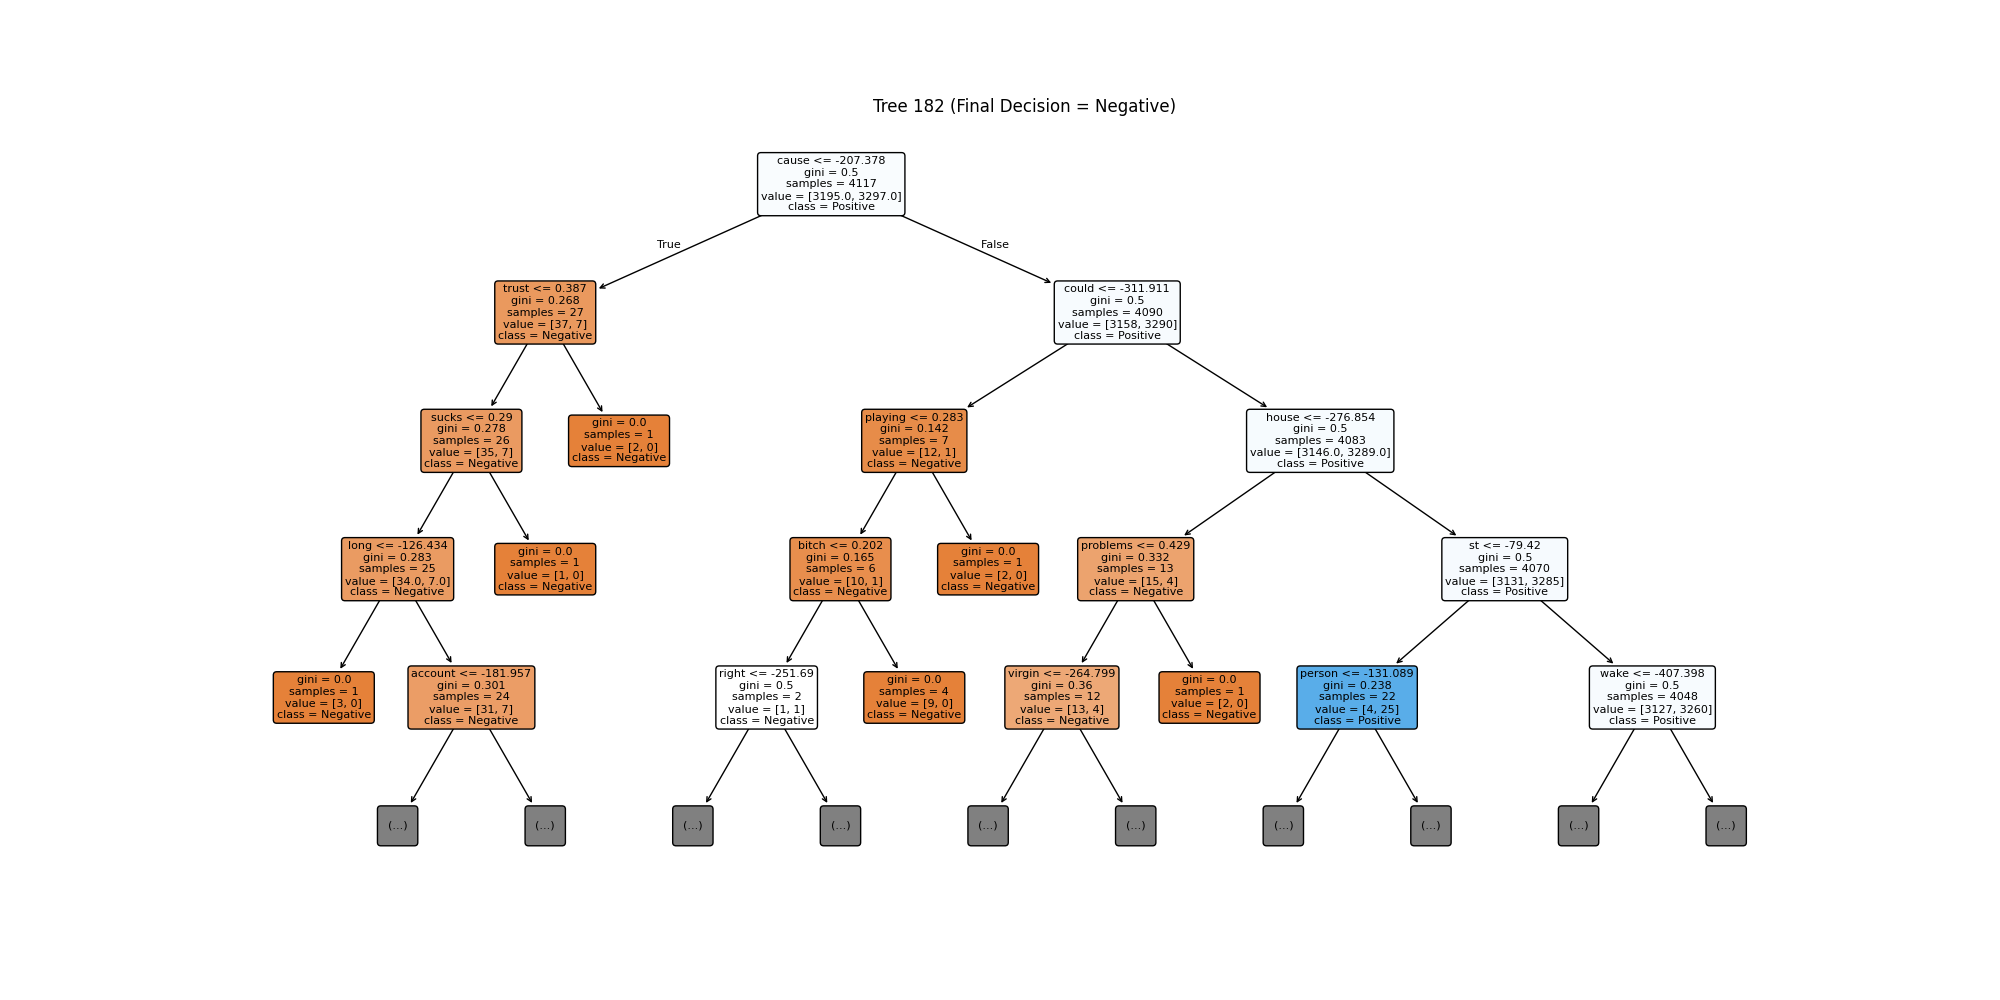 Tree 182 (Final Decision = Negative)
cause <= -207.378
gini = 0.5
samples = 4117
value = [3195.0, 3297.0]
class = Positive
True
False
trust <= 0.387
gini = 0.268
samples = 27
value = [37, 7]
class = Negative
could <= -311.911
gini = 0.5
samples = 4090
value = [3158, 3290]
class = Positive
sucks <= 0.29
gini = 0.278
samples = 26
value = [35, 7]
class = Negative
gini = 0.0
samples = 1
value = [2, 0]
class = Negative
playing <= 0.283
gini = 0.142
samples = 7
value = [12, 1]
class = Negative
house <= -276.854
gini = 0.5
samples = 4083
value = [3146.0, 3289.0]
class = Positive
long <= -126.434
gini = 0.283
samples = 25
value = [34.0, 7.0]
class = Negative
gini = 0.0
samples = 1
value = [1, 0]
class = Negative
bitch <= 0.202
gini = 0.165
samples = 6
value = [10, 1]
class = Negative
gini = 0.0
samples = 1
value = [2, 0]
class = Negative
problems <= 0.429
gini = 0.332
samples = 13
value = [15, 4]
class = Negative
st <= -79.42
gini = 0.5
samples = 4070
value = [3131, 3285]
class = Positive
gini = 0.0
samples = 1
value = [3, 0]
class = Negative
account <= -181.957
gini = 0.301
samples = 24
value = [31, 7]
class = Negative
right <= -251.69
gini = 0.5
samples = 2
value = [1, 1]
class = Negative
gini = 0.0
samples = 4
value = [9, 0]
class = Negative
virgin <= -264.799
gini = 0.36
samples = 12
value = [13, 4]
class = Negative
gini = 0.0
samples = 1
value = [2, 0]
class = Negative
person <= -131.089
gini = 0.238
samples = 22
value = [4, 25]
class = Positive
wake <= -407.398
gini = 0.5
samples = 4048
value = [3127, 3260]
class = Positive
(...)
(...)
(...)
(...)
(...)
(...)
(...)
(...)
(...)
(...)